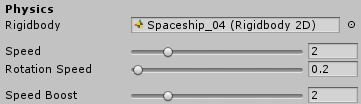 Physics
Rigidbody Spaceship_04 (Rigidbody 2D)
Speed 2
Rotation Speed 0.2
Speed Boost 2